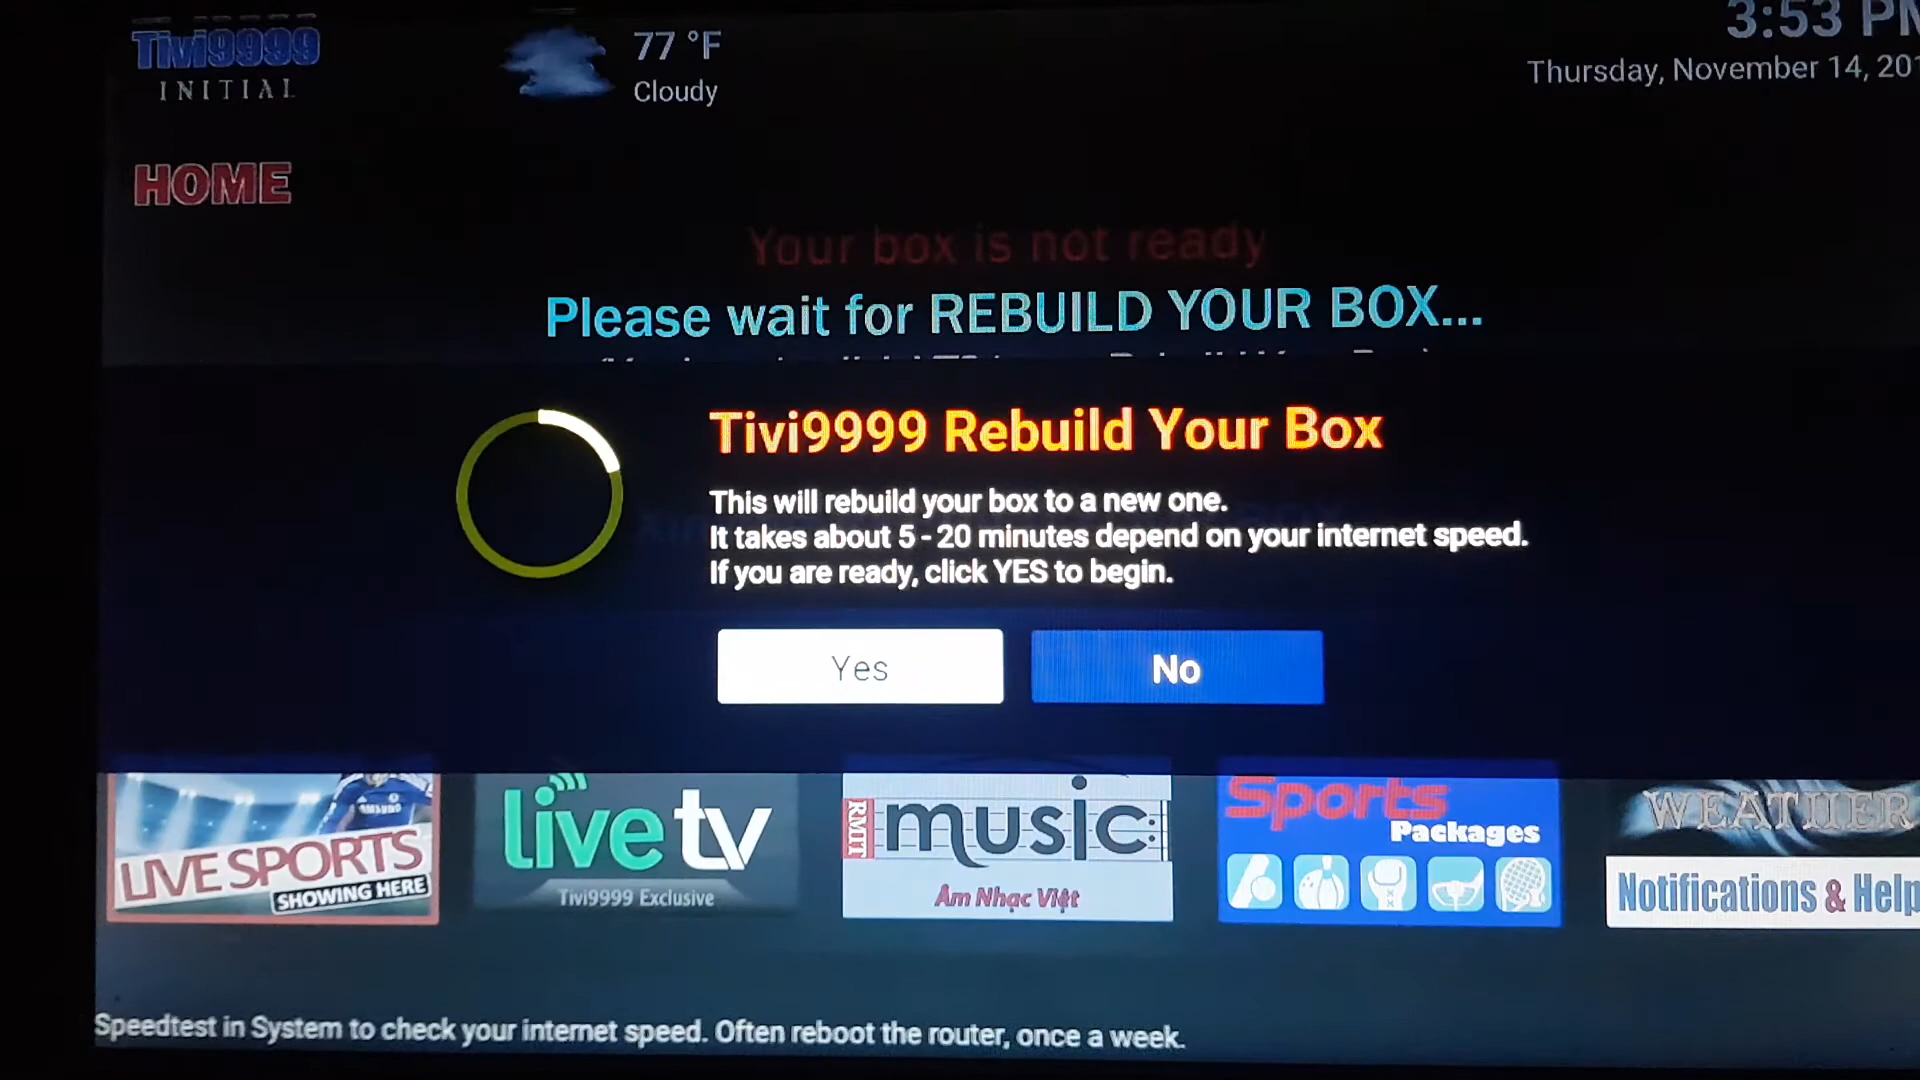 Tivi9999
INITIAL
77 °F
Cloudy
3:53 PM
Thursday, November 14, 201
HOME
Your box is not ready
Please wait for REBUILD YOUR BOX...
Tivi9999 Rebuild Your Box
This will rebuild your box to a new one.
It takes about 5 - 20 minutes depend on your internet speed.
If you are ready, click YES to begin.
Yes
No
SAMSUNG
LIVE SPORTS
SHOWING HERE
live tv
Tivi9999 Exclusive
RMIT
music
Âm Nhạc Việt
Sports
Packages
WEATHER
Notifications & Help
Speedtest in System to check your internet speed. Often reboot the router, once a week.